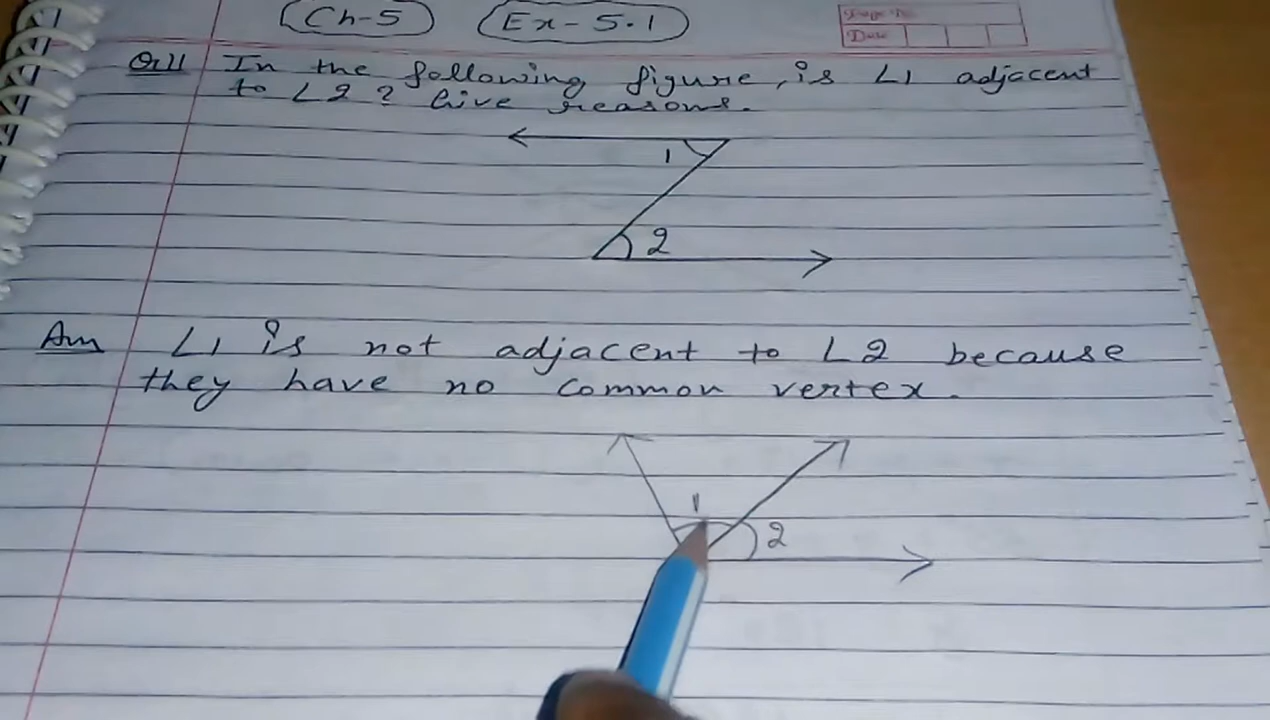 Ch-5 Ex-5.1
Page No.
Date
Q.11 In the following figure, is ∠1 adjacent
to ∠2? Give reasons.
1
2
Ans ∠1 is not adjacent to ∠2 because
they have no common vertex.
1
2